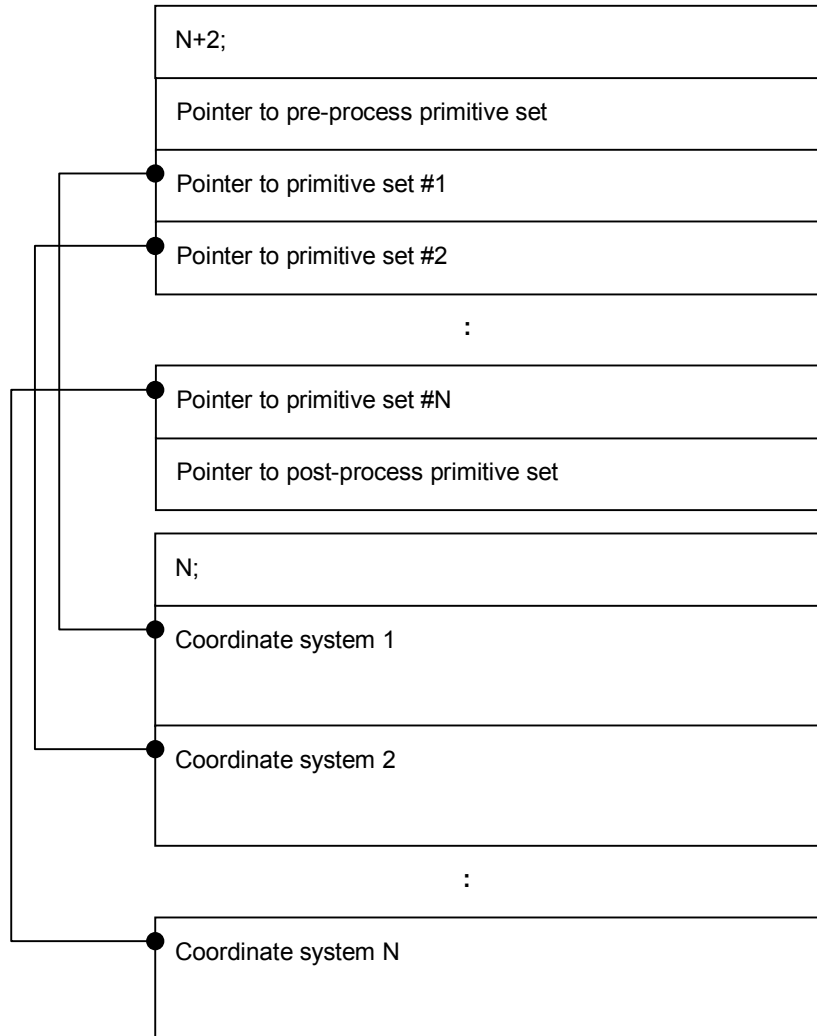 N+2;
Pointer to pre-process primitive set
Pointer to primitive set #1
Pointer to primitive set #2
:
Pointer to primitive set #N
Pointer to post-process primitive set
N;
Coordinate system 1
Coordinate system 2
:
Coordinate system N